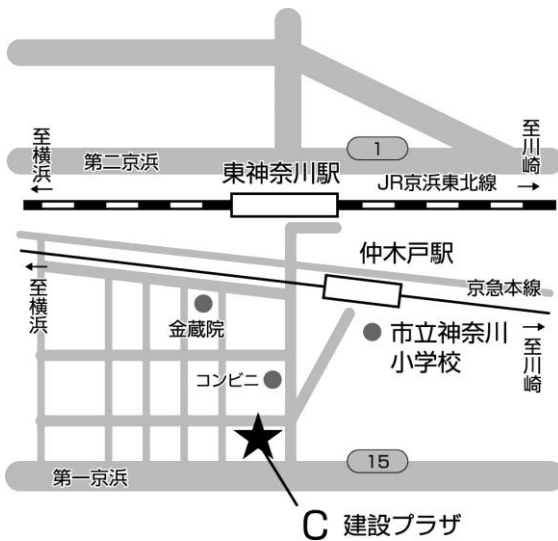 1
至横浜
第二京浜
至川崎
東神奈川駅
JR京浜東北線
仲木戸駅
至横浜
京急本線
金蔵院
市立神奈川
小学校
至川崎
コンビニ
第一京浜
15
C 建設プラザ